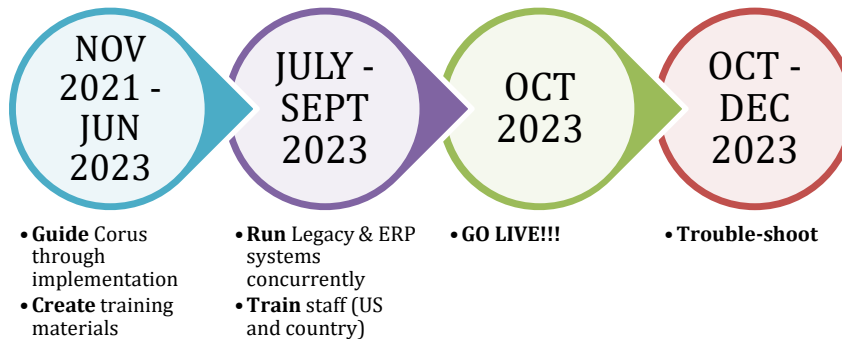 NOV
2021 -
JUN
2023
• Guide Corus
through
implementation
• Create training
materials
JULY -
SEPT
2023
• Run Legacy & ERP
systems
concurrently
• Train staff (US
and country)
OCT
2023
• GO LIVE!!!
OCT -
DEC
2023
• Trouble-shoot